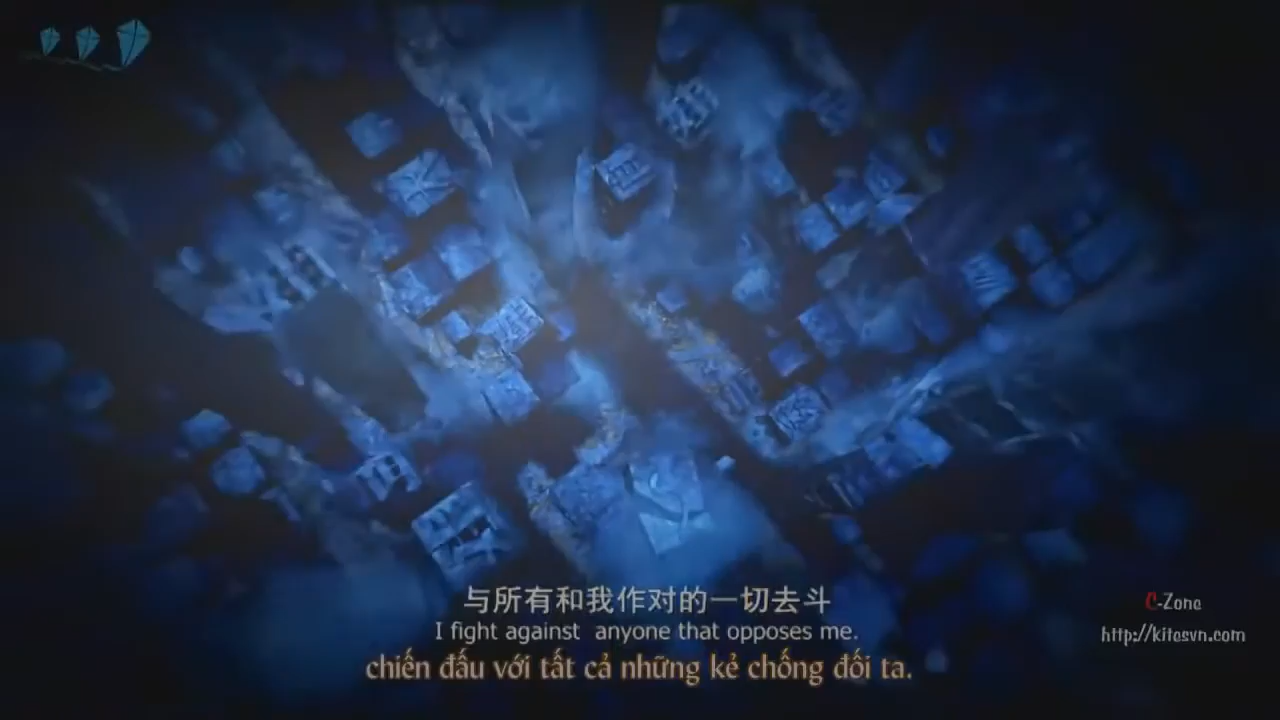 与所有和我作对的一切去斗
I fight against anyone that opposes me.
chiến đấu với tất cả những kẻ chống đối ta.
C-Zone
http://kitesvn.com